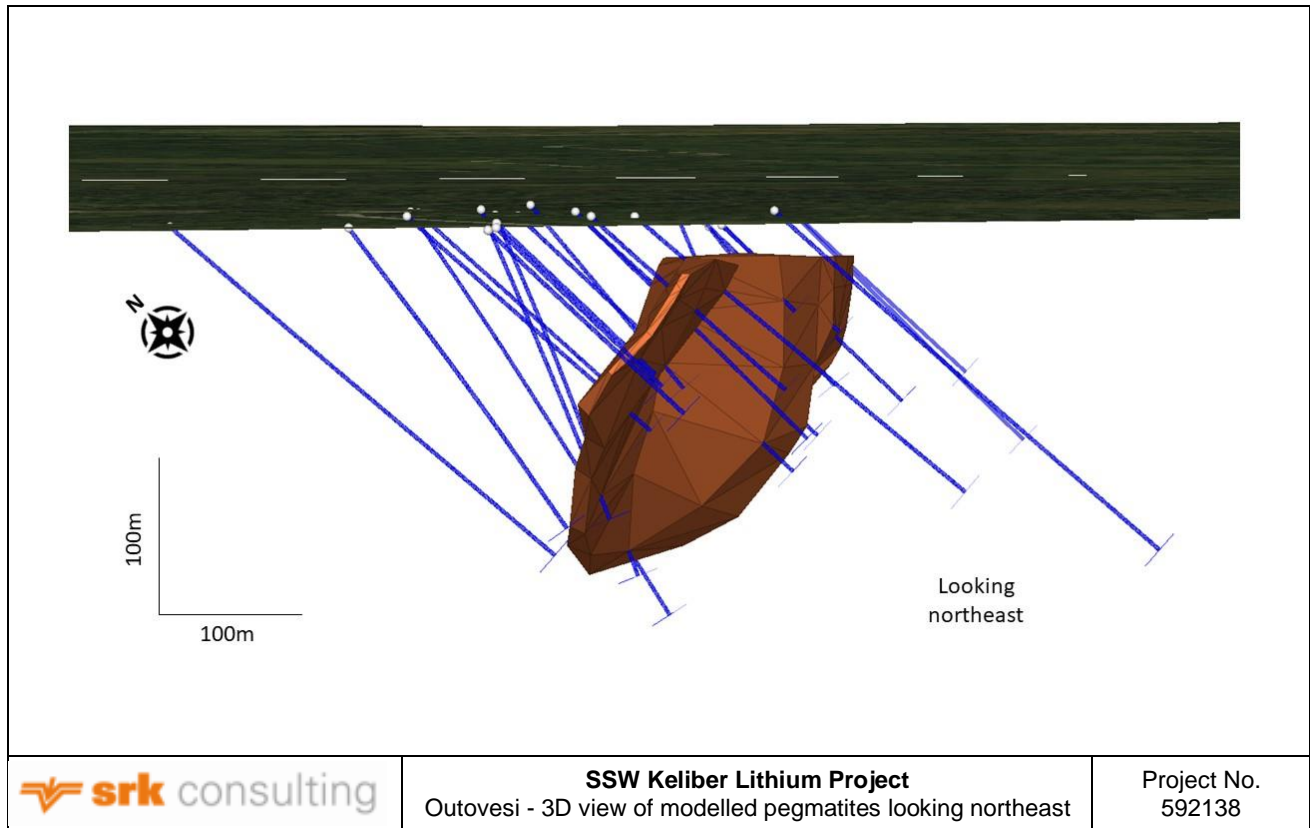 N
100m
100m
Looking
northeast
srk consulting
SSW Keliber Lithium Project
Outovesi - 3D view of modelled pegmatites looking northeast
Project No.
592138